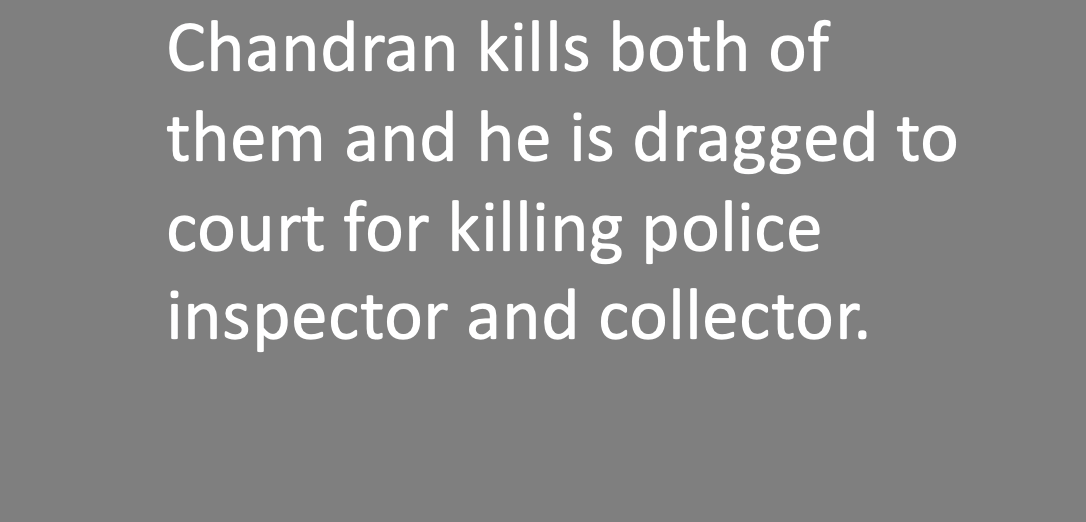 Chandran kills both of
them and he is dragged to
court for killing police
inspector and collector.